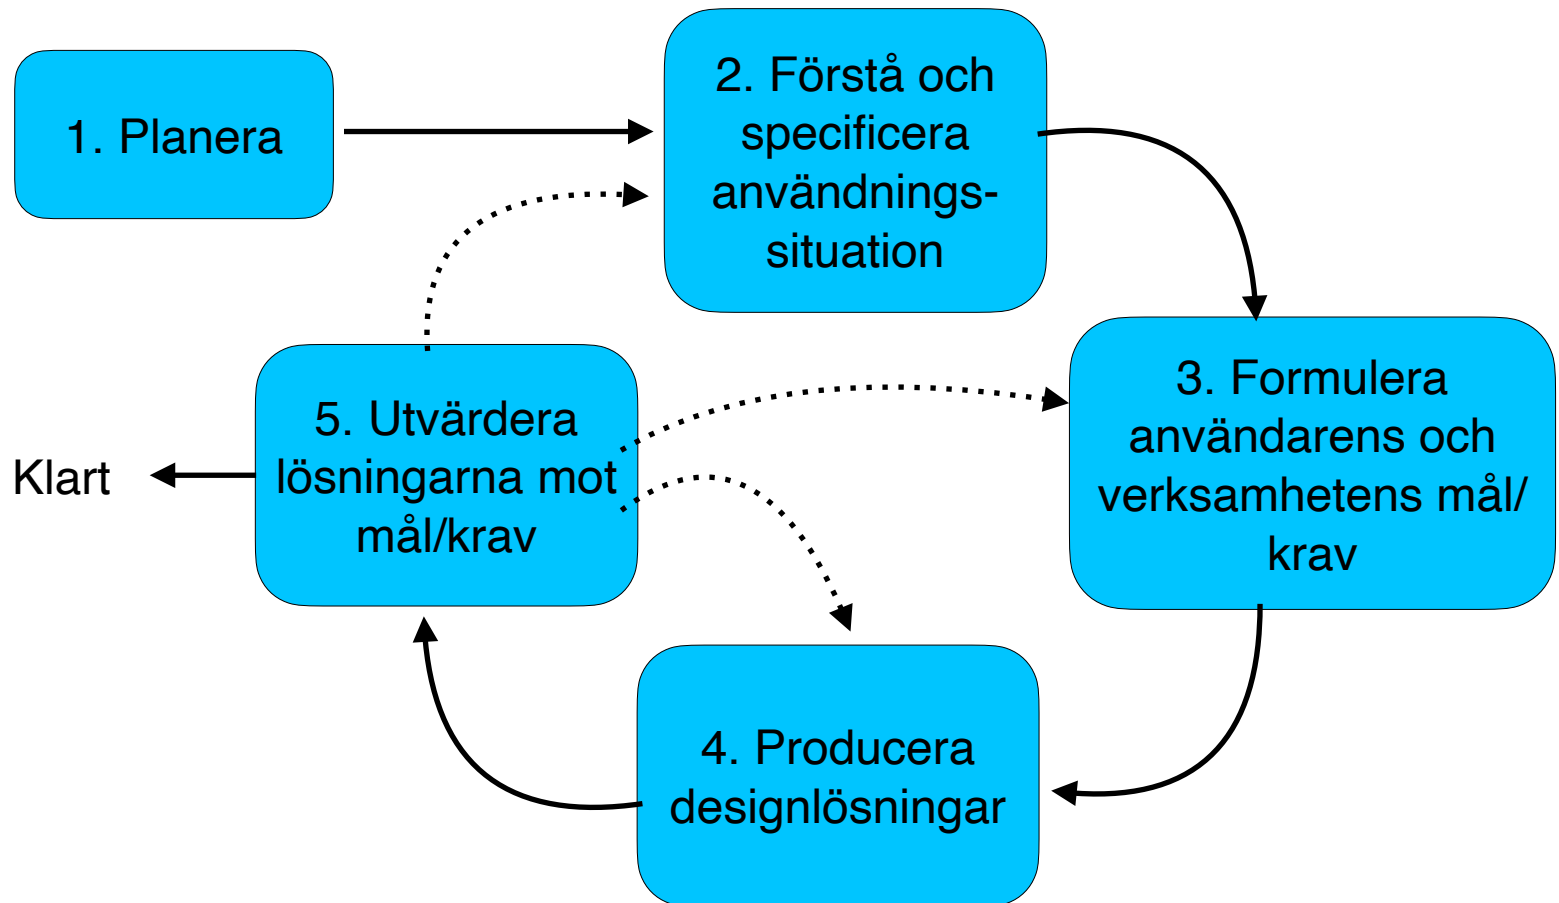 1. Planera
2. Förstå och
specificera
användnings-
situation
3. Formulera
användarens och
verksamhetens mål/
krav
4. Producera
designlösningar
5. Utvärdera
lösningarna mot
mål/krav
Klart